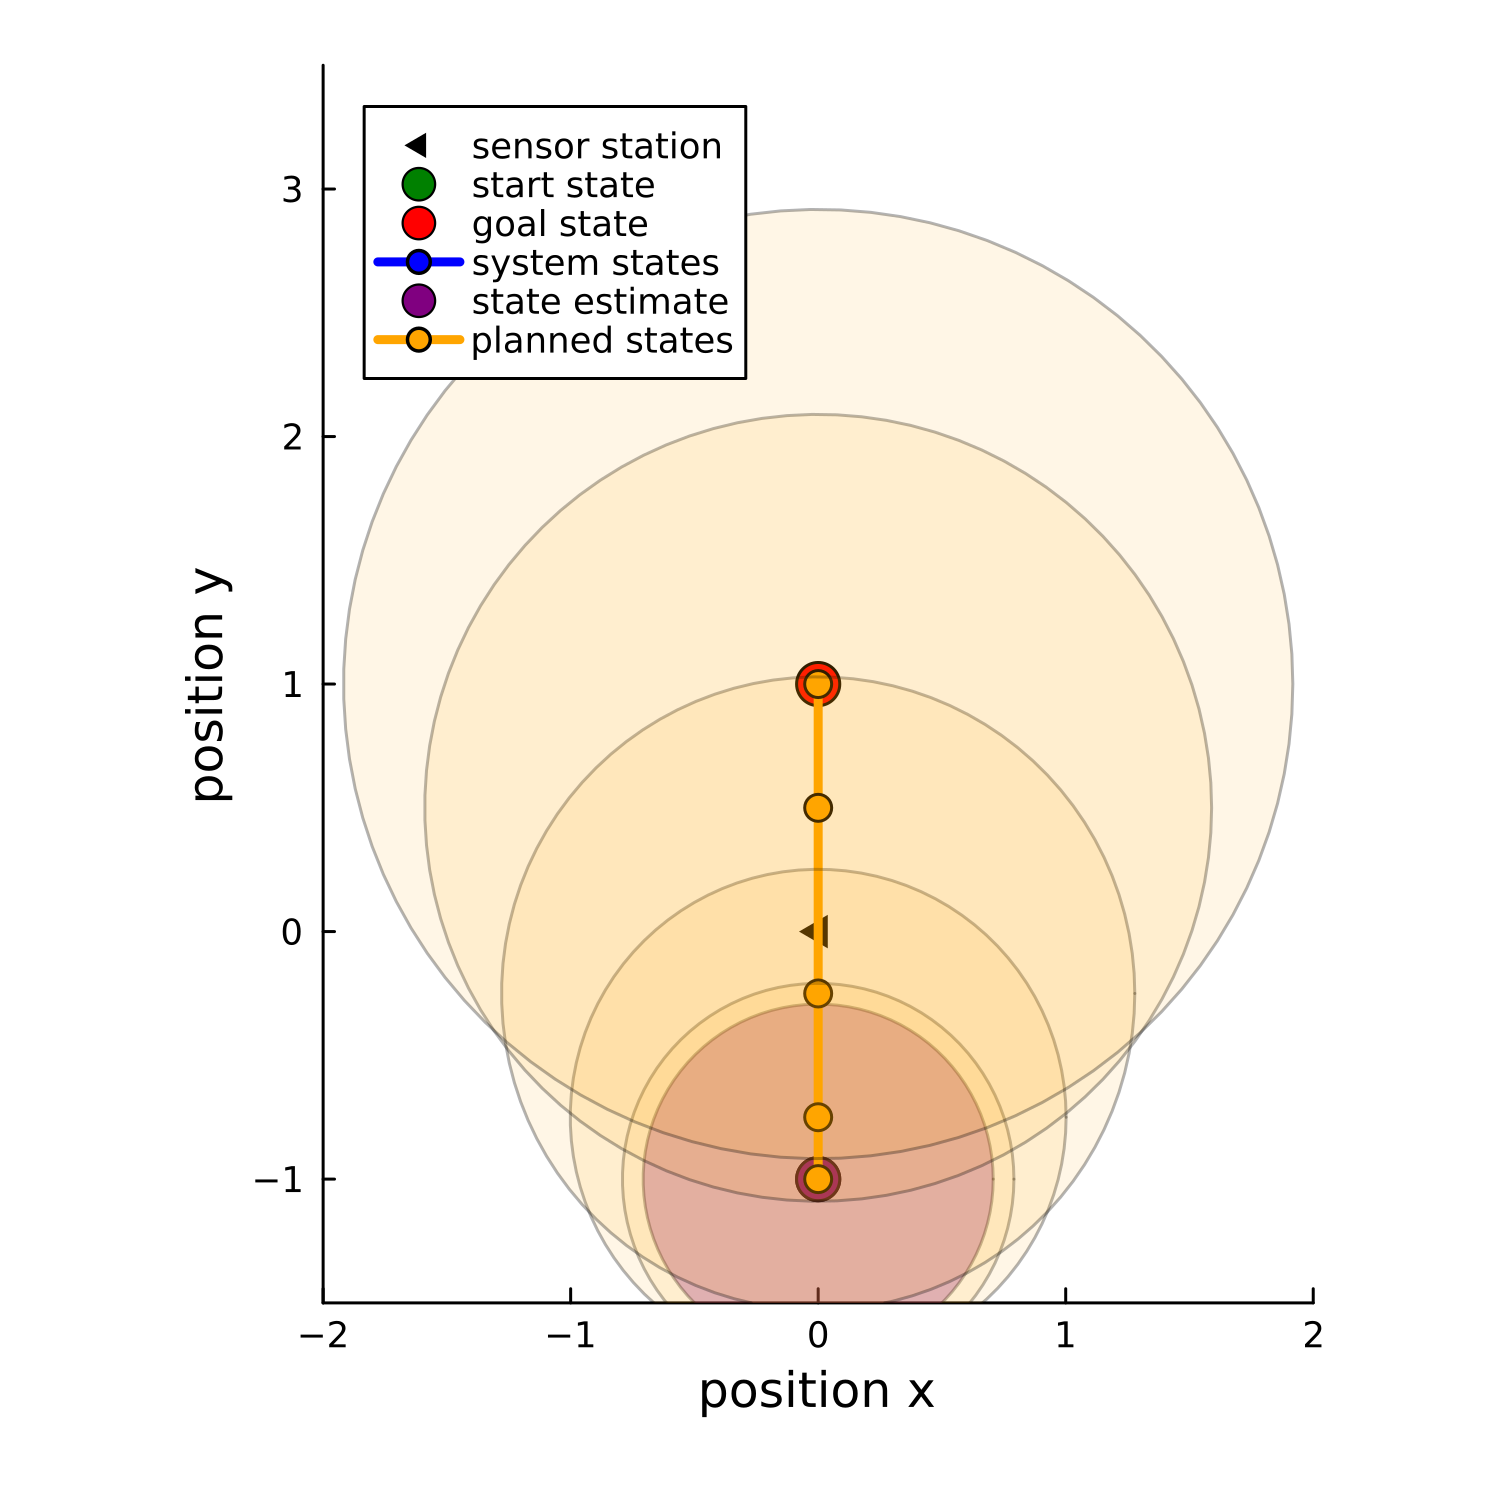 sensor station
start state
goal state
system states
state estimate
planned states
3
2
1
0
−1
position y
−2 −1 0 1 2
position x